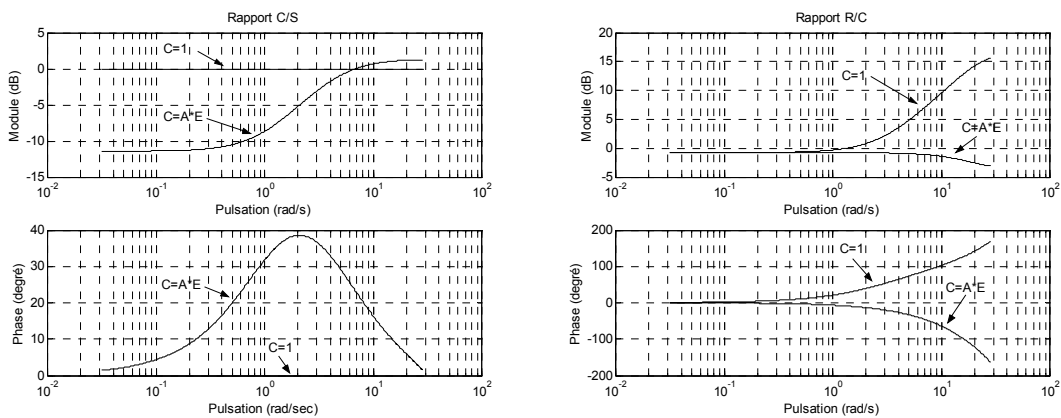 Rapport C/S
5
0
-5
-10
-15
Module (dB)
C=1
C=A*E
10^-2
10^-1
10^0
10^1
10^2
Pulsation (rad/s)
Rapport R/C
20
15
10
5
0
-5
Module (dB)
C=1
C=A*E
10^-2
10^-1
10^0
10^1
10^2
Pulsation (rad/s)
40
30
20
10
0
Phase (degré)
C=A*E
C=1
10^-2
10^-1
10^0
10^1
10^2
Pulsation (rad/sec)
200
100
0
-100
-200
Phase (degré)
C=1
C=A*E
10^-2
10^-1
10^0
10^1
10^2
Pulsation (rad/s)